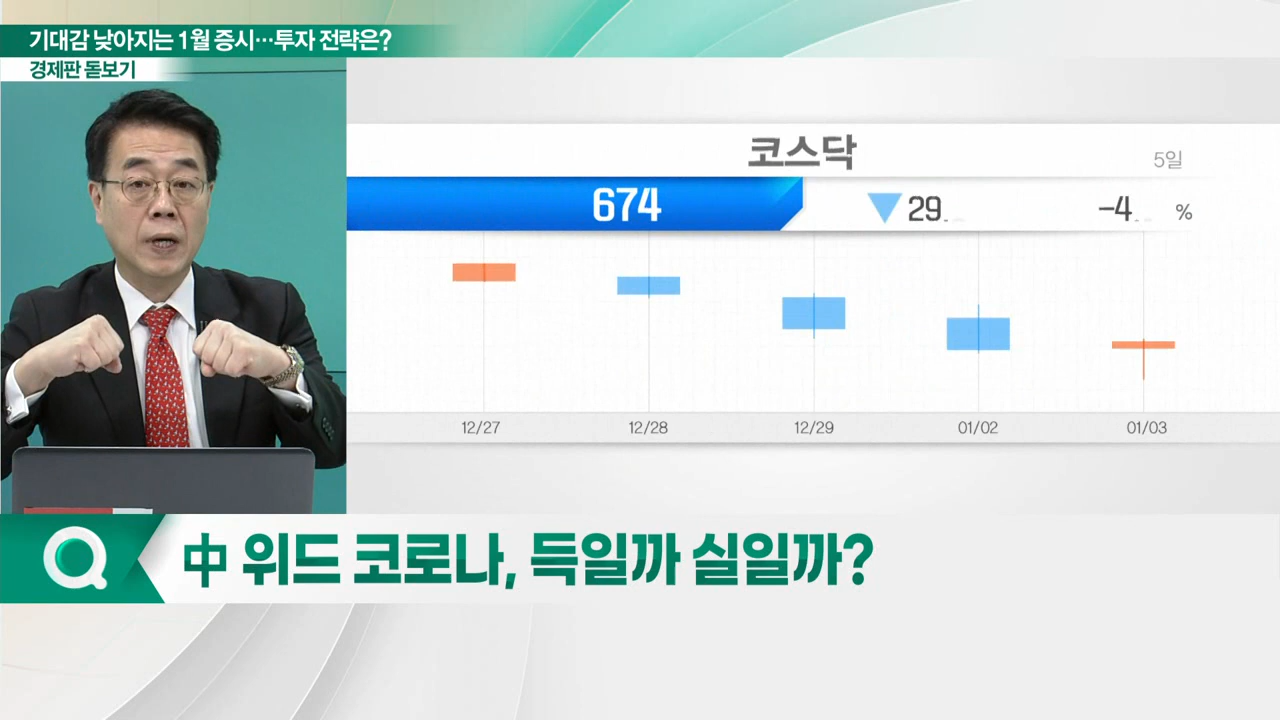 기대감 낮아지는 1월 증시…투자 전략은?
경제판 돋보기
코스닥
5일
674
▼ 29. -4. %
12/27 12/28 12/29 01/02 01/03
Q 中 위드 코로나, 득일까 실일까?